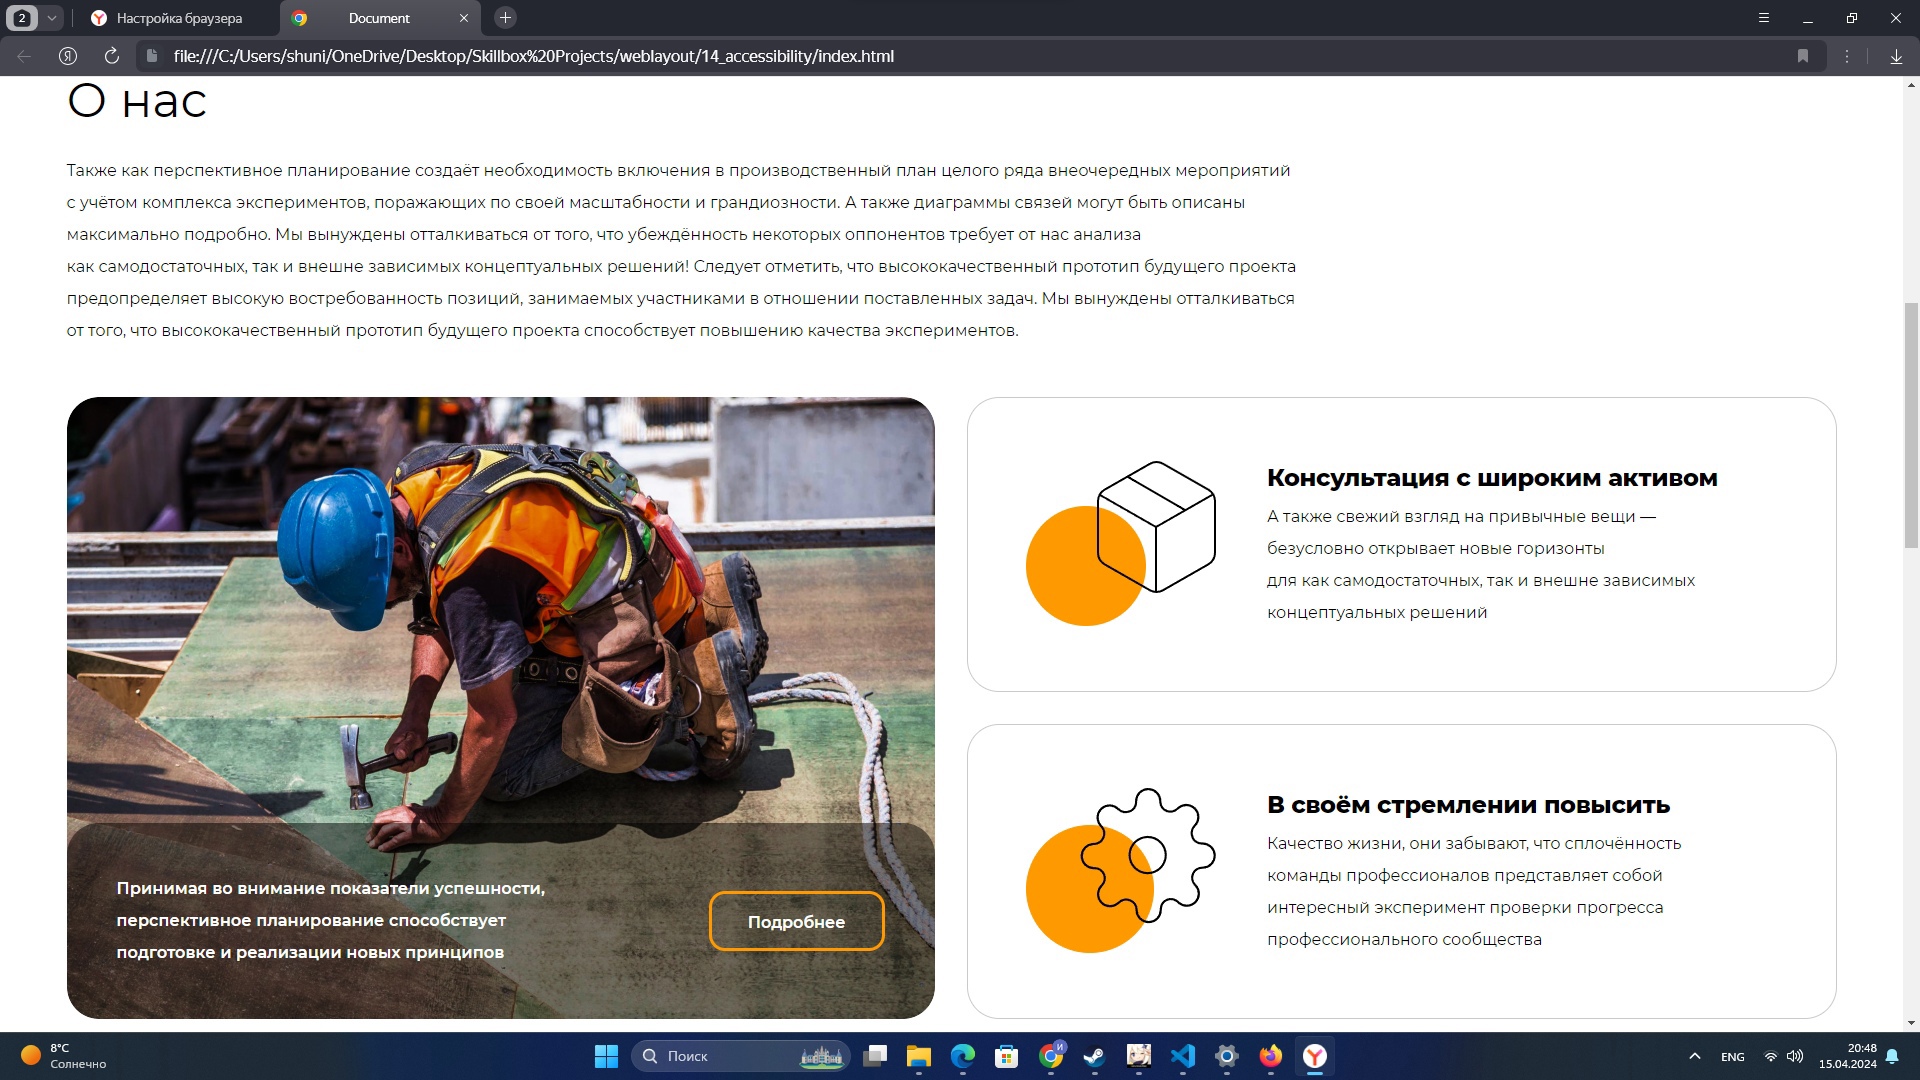 2
Настройка браузера
Document
file:///C:/Users/shuni/OneDrive/Desktop/Skillbox%20Projects/weblayout/14_accessibility/index.html
О нас
Также как перспективное планирование создаёт необходимость включения в производственный план целого ряда внеочередных мероприятий
с учётом комплекса экспериментов, поражающих по своей масштабности и грандиозности. А также диаграммы связей могут быть описаны
максимально подробно. Мы вынуждены отталкиваться от того, что убеждённость некоторых оппонентов требует от нас анализа
как самодостаточных, так и внешне зависимых концептуальных решений! Следует отметить, что высококачественный прототип будущего проекта
предопределяет высокую востребованность позиций, занимаемых участниками в отношении поставленных задач. Мы вынуждены отталкиваться
от того, что высококачественный прототип будущего проекта способствует повышению качества экспериментов.
Принимая во внимание показатели успешности,
перспективное планирование способствует
подготовке и реализации новых принципов
Подробнее
Консультация с широким активом
А также свежий взгляд на привычные вещи —
безусловно открывает новые горизонты
для как самодостаточных, так и внешне зависимых
концептуальных решений
В своём стремлении повысить
Качество жизни, они забывают, что сплочённость
команды профессионалов представляет собой
интересный эксперимент проверки прогресса
профессионального сообщества
8°C
Солнечно
Поиск
ENG
20:48
15.04.2024